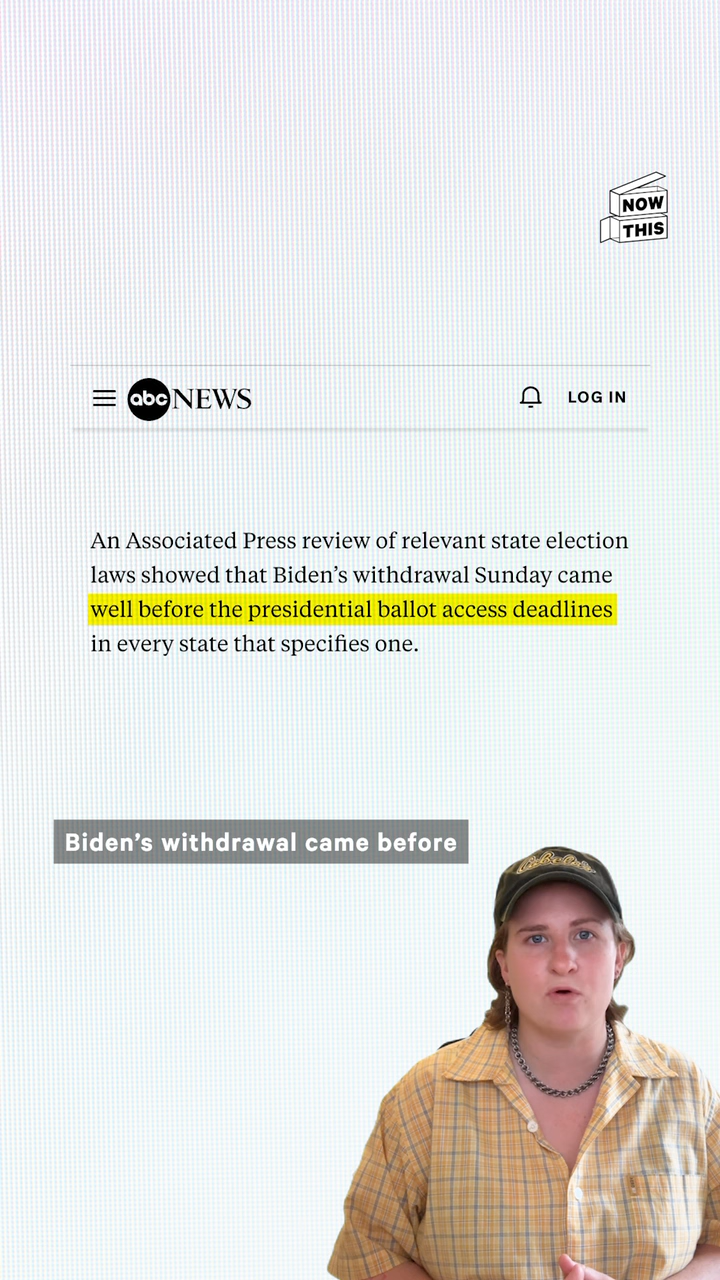 NOW
THIS
abc NEWS
LOG IN
An Associated Press review of relevant state election
laws showed that Biden’s withdrawal Sunday came
well before the presidential ballot access deadlines
in every state that specifies one.
Biden’s withdrawal came before